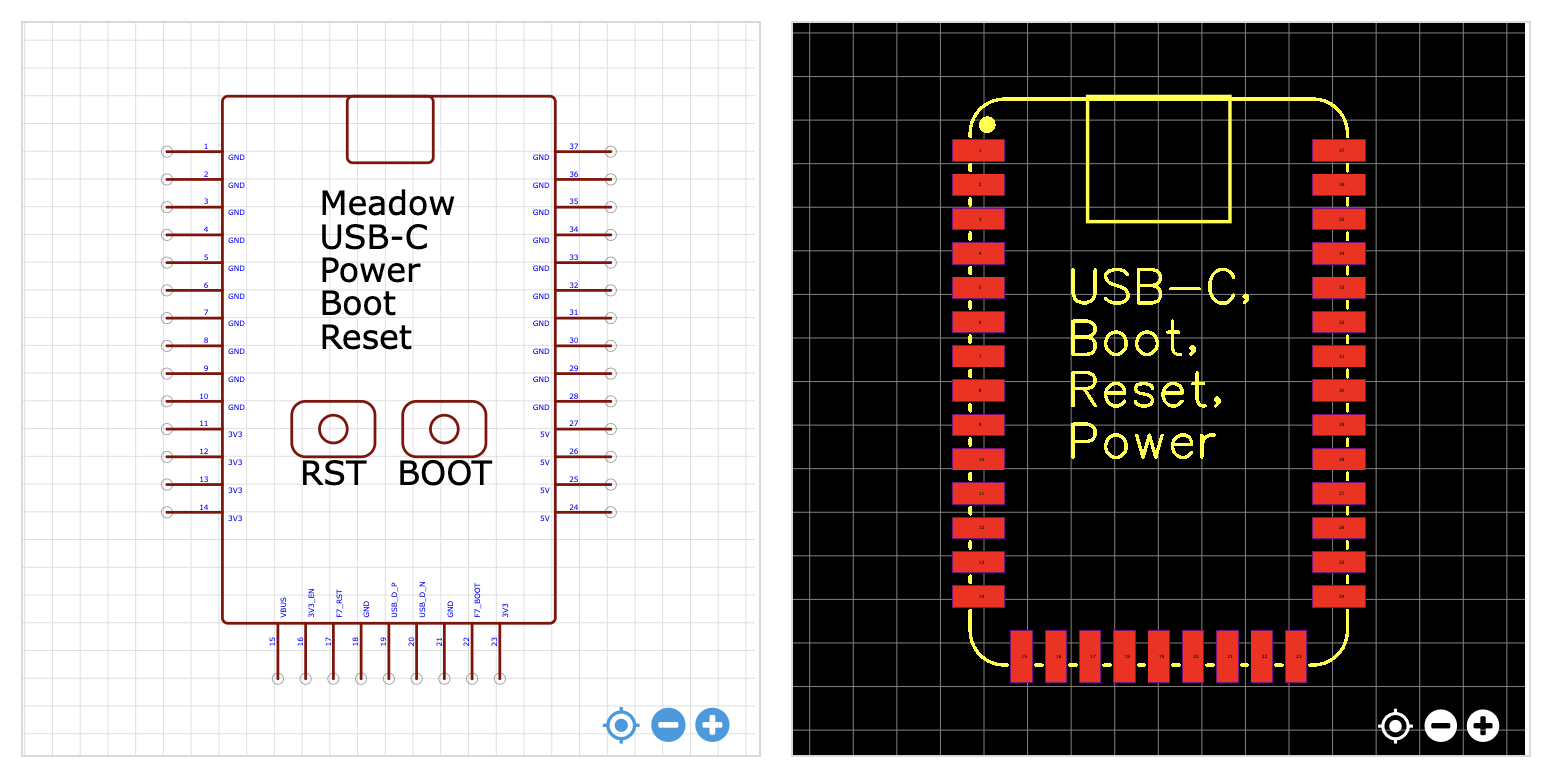 1
GND
2
GND
3
GND
4
GND
5
GND
6
GND
7
GND
8
GND
9
GND
10
GND
11
3V3
12
3V3
13
3V3
14
3V3
37
GND
36
GND
35
GND
34
GND
33
GND
32
GND
31
GND
30
GND
29
GND
28
GND
27
5V
26
5V
25
5V
24
5V
Meadow
USB-C
Power
Boot
Reset
RST
BOOT
VBUS
3V3_EN
F7_RST
GND
USB_D_P
USB_D_N
GND
F7_BOOT
3V3
15
16
17
18
19
20
21
22
23
USB-C,
Boot,
Reset,
Power
1
2
3
4
5
6
7
8
9
10
11
12
13
14
15
16
17
18
19
20
21
22
23
24
25
26
27
28
29
30
31
32
33
34
35
36
37